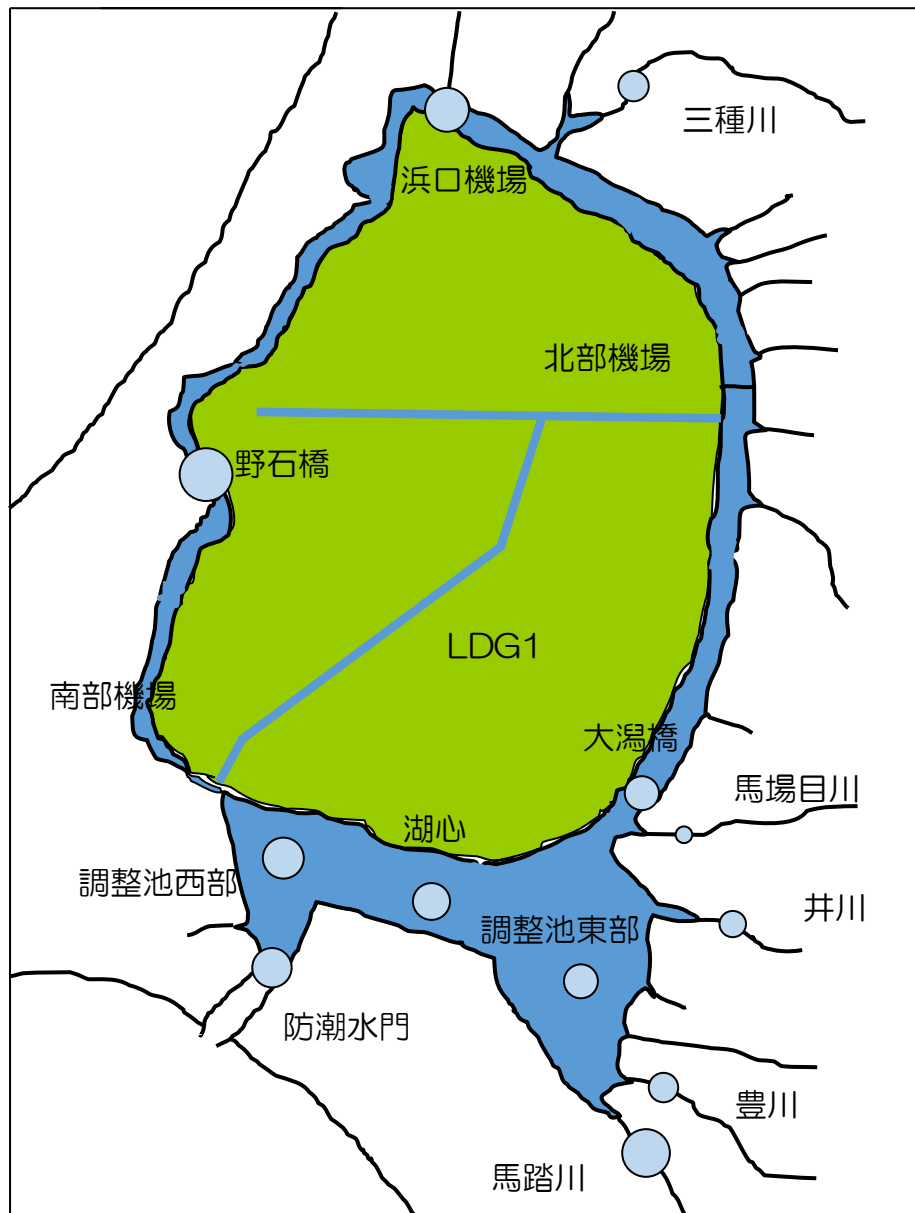 三種川
浜口機場
北部機場
野石橋
LDG1
南部機場
大潟橋
馬場目川
湖心
調整池西部
井川
調整池東部
防潮水門
豊川
馬踏川